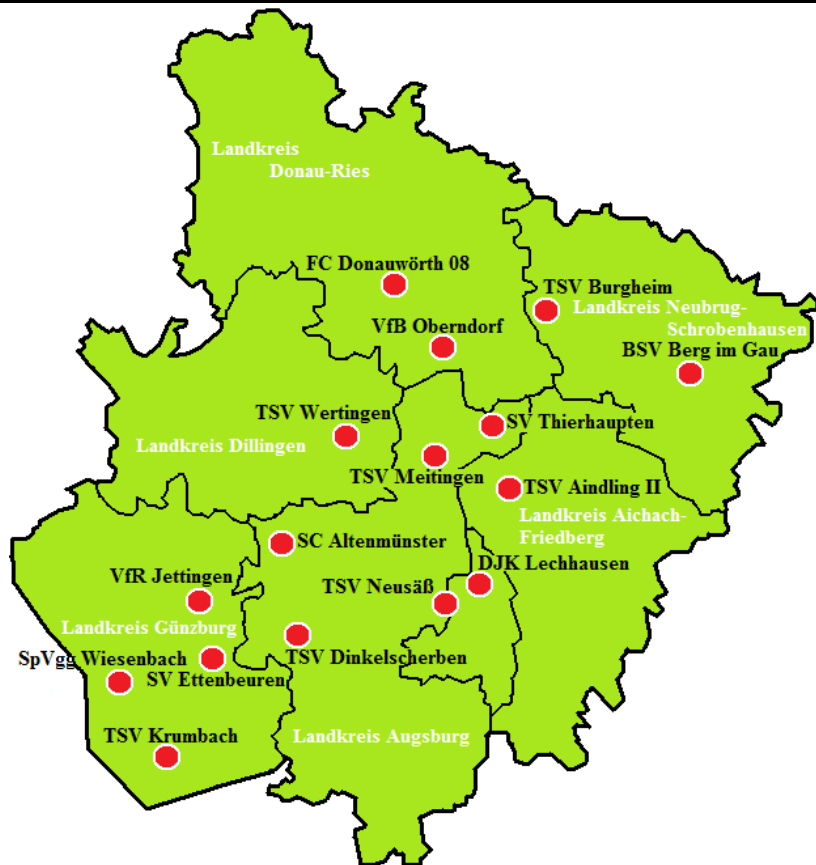 Landkreis
Donau-Ries
FC Donauwörth 08
TSV Burgheim
Landkreis Neubrug-
Schrobenhausen
VfB Oberndorf
BSV Berg im Gau
TSV Wertingen
SV Thierhaupten
Landkreis Dillingen
TSV Meitingen
TSV Aindling II
Landkreis Aichach-
Friedberg
SC Altenmünster
DJK Lechhausen
VfR Jettingen
TSV Neusäß
Landkreis Günzburg
SpVgg Wiesenbach
TSV Dinkelscherben
SV Ettenbeuren
TSV Krumbach
Landkreis Augsburg